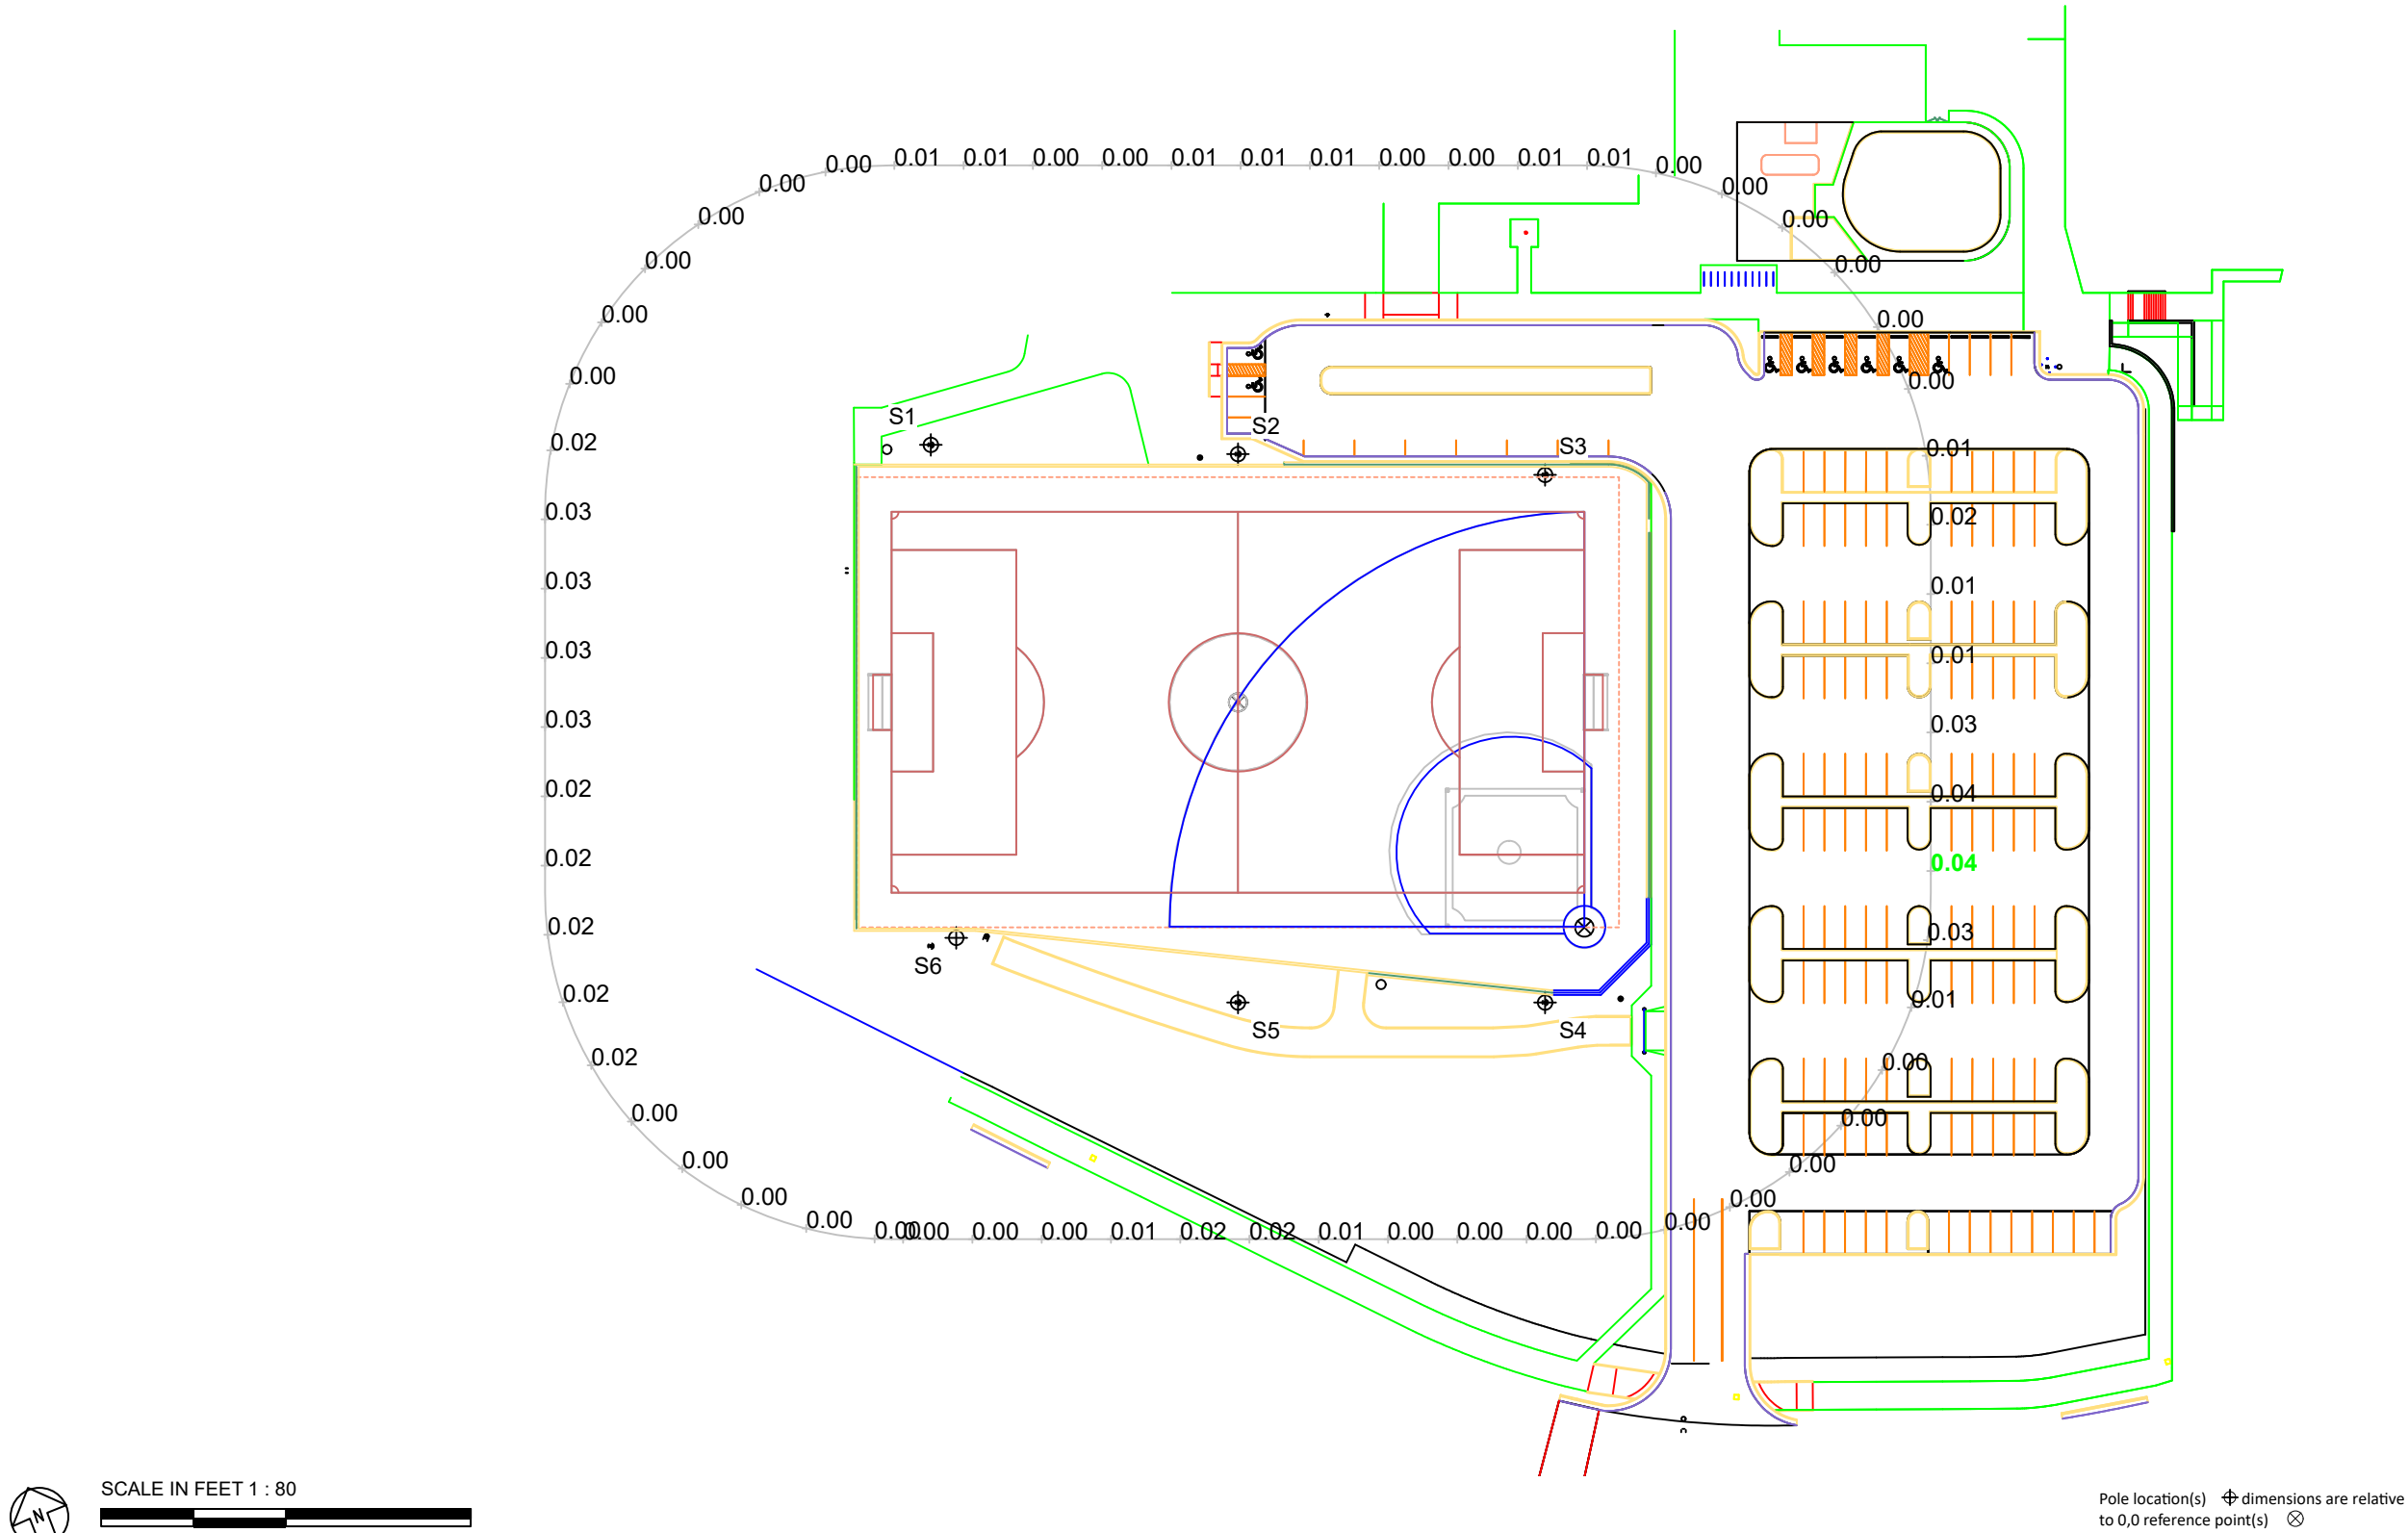 0.00 0.01 0.01 0.00 0.00 0.01 0.01 0.01 0.00 0.00 0.01 0.01 0.00
0.00 0.00
0.00 0.00
0.00 0.00
0.00 0.00
0.00 0.00
S1 S2 S3
0.02 0.01
0.03 0.02
0.03 0.01
0.03 0.01
0.03 0.03
0.02 0.04
0.02 0.04
0.02 0.03
S6
0.02 0.01
S5 S4
0.02 0.00
0.00 0.00
0.00 0.00
0.00 0.00
0.00 0.00 0.00 0.00 0.00 0.01 0.02 0.02 0.01 0.00 0.00 0.00 0.00 0.00
SCALE IN FEET 1 : 80
N
Pole location(s) dimensions are relative
to 0,0 reference point(s)